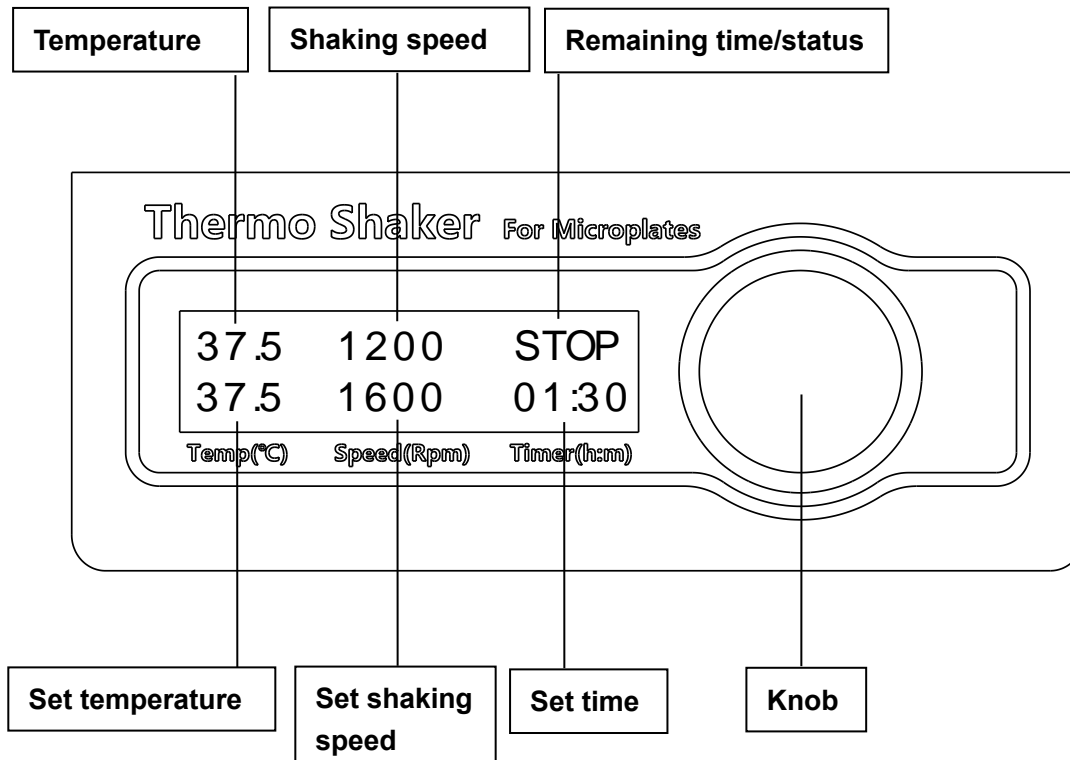 Temperature
Shaking speed
Remaining time/status
Thermo Shaker For Microplates
37.5 1200 STOP
37.5 1600 01:30
Temp(℃) Speed(Rpm) Timer(h:m)
Set temperature
Set shaking
speed
Set time
Knob